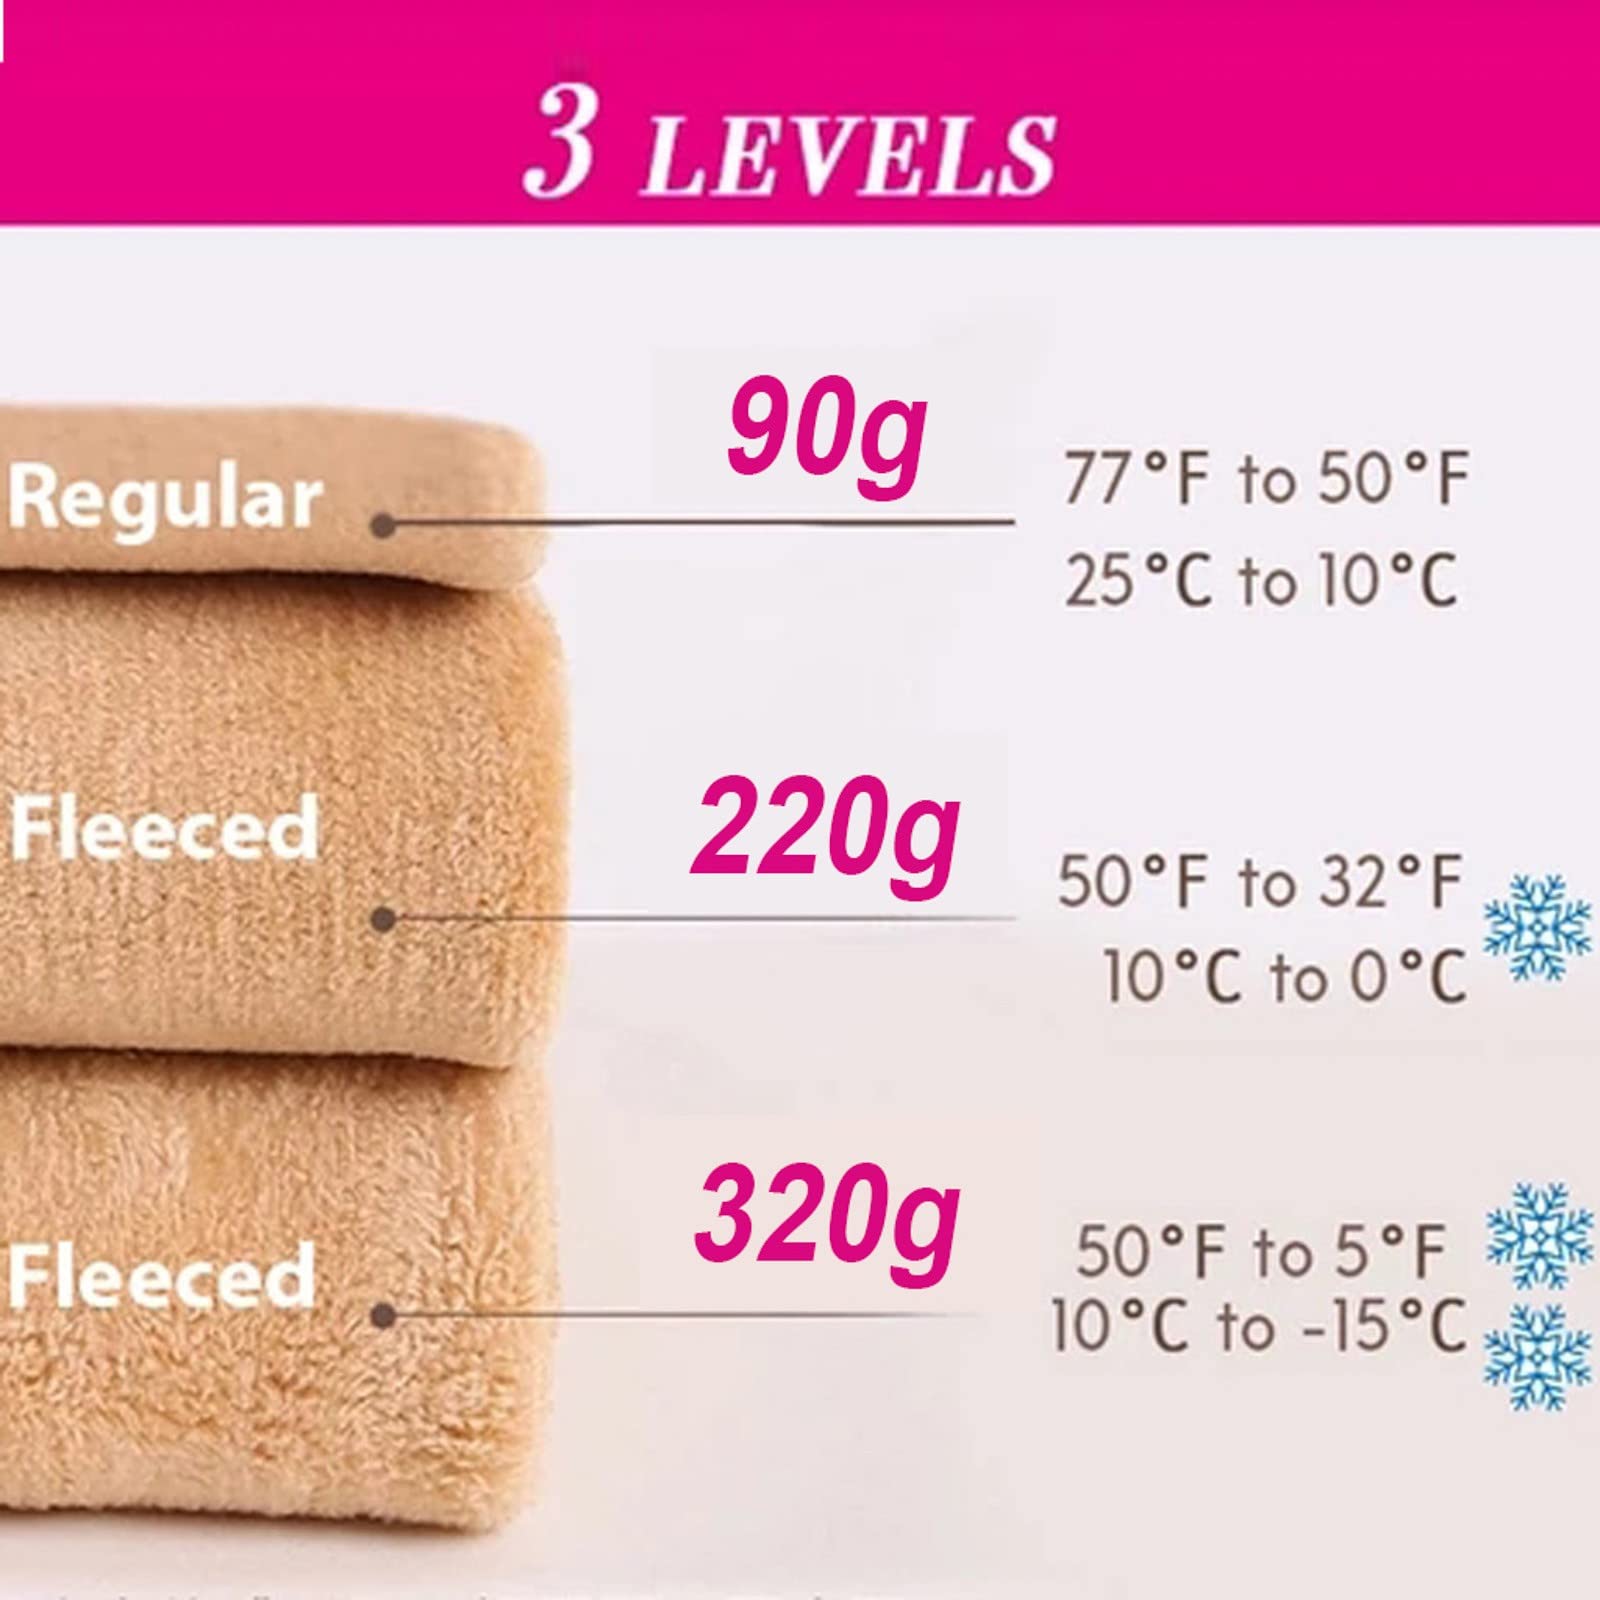 3 LEVELS
Regular
90g
77°F to 50°F
25°C to 10°C
Fleeced
220g
50°F to 32°F
10°C to 0°C
Fleeced
320g
50°F to 5°F
10°C to -15°C